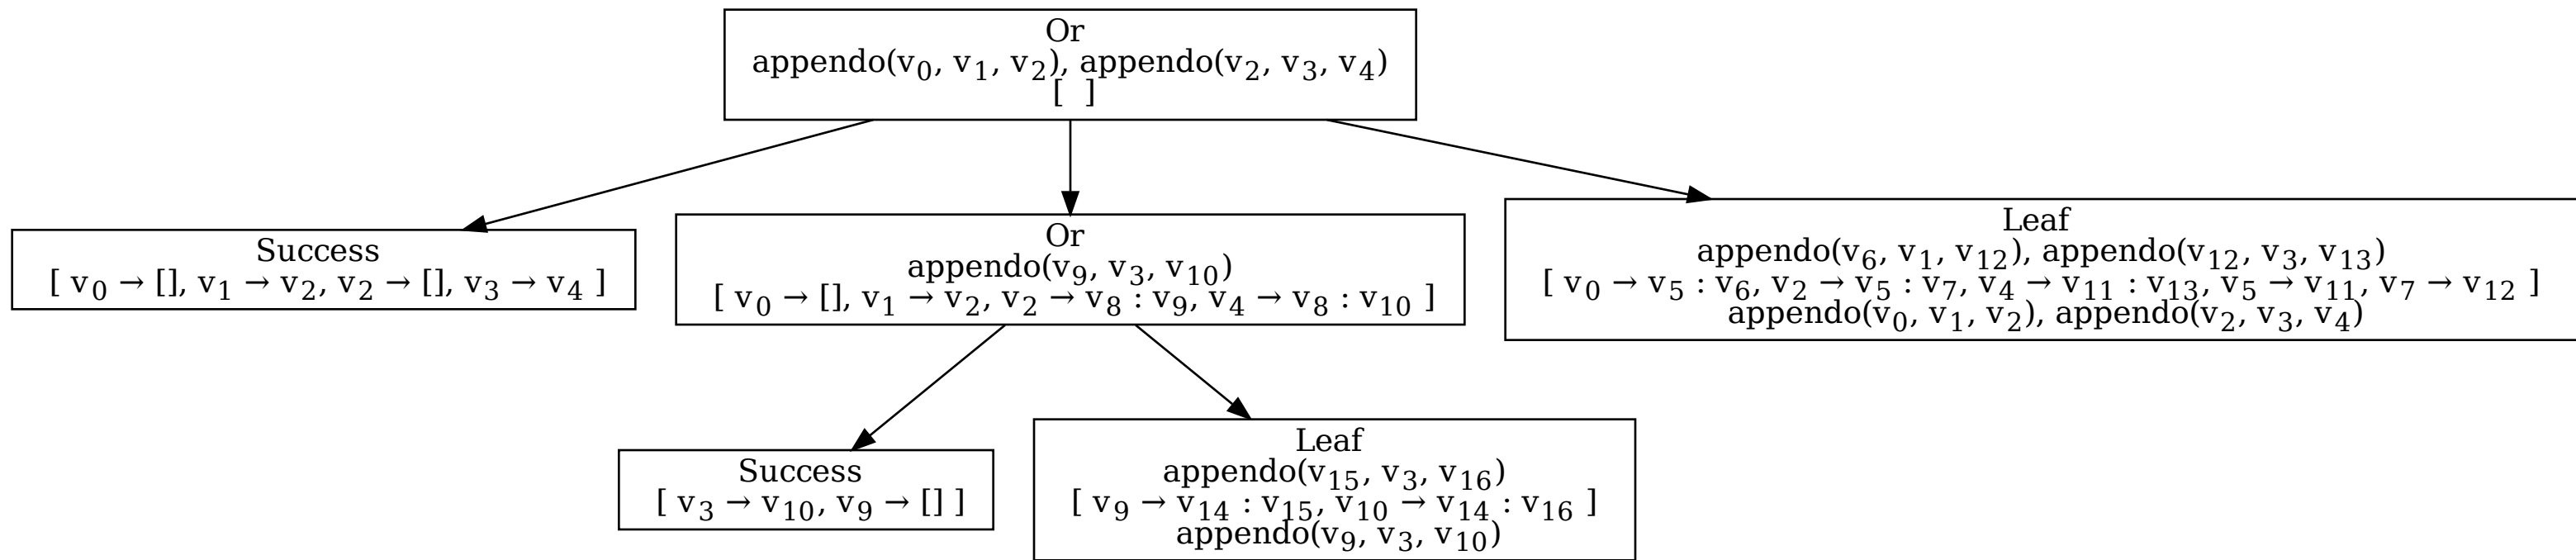 Or
appendo(v₀, v₁, v₂), appendo(v₂, v₃, v₄)
[ ]
Success
[ v₀ → [], v₁ → v₂, v₂ → [], v₃ → v₄ ]
Or
appendo(v₉, v₃, v₁₀)
[ v₀ → [], v₁ → v₂, v₂ → v₈ : v₉, v₄ → v₈ : v₁₀ ]
Leaf
appendo(v₆, v₁, v₁₂), appendo(v₁₂, v₃, v₁₃)
[ v₀ → v₅ : v₆, v₂ → v₅ : v₇, v₄ → v₁₁ : v₁₃, v₅ → v₁₁, v₇ → v₁₂ ]
appendo(v₀, v₁, v₂), appendo(v₂, v₃, v₄)
Success
[ v₃ → v₁₀, v₉ → [] ]
Leaf
appendo(v₁₅, v₃, v₁₆)
[ v₉ → v₁₄ : v₁₅, v₁₀ → v₁₄ : v₁₆ ]
appendo(v₉, v₃, v₁₀)